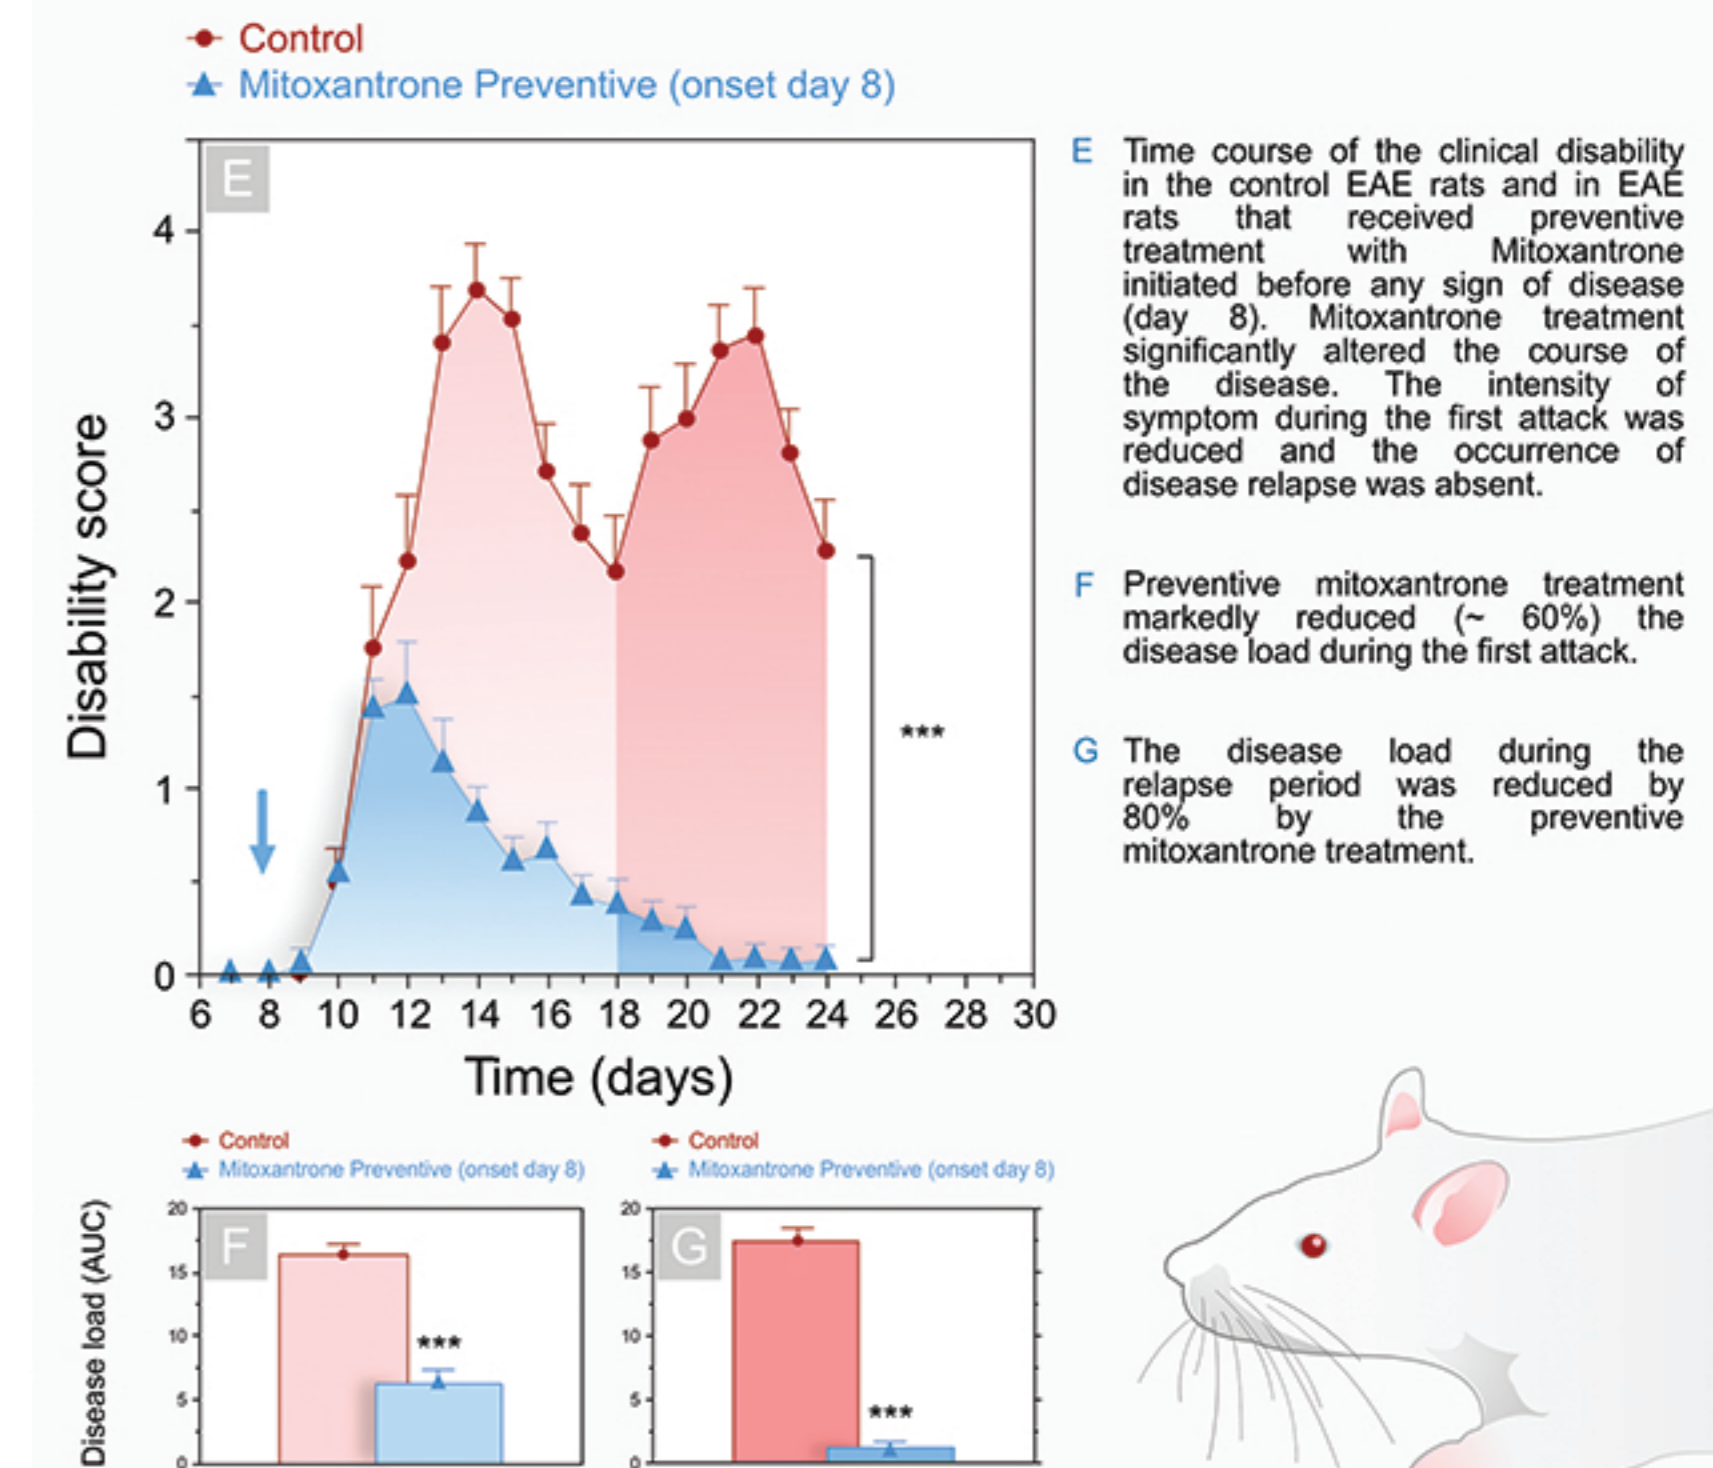 Control
Mitoxantrone Preventive (onset day 8)
E
4
3
2
1
0
Disability score
***
6 8 10 12 14 16 18 20 22 24 26 28 30
Time (days)
E Time course of the clinical disability
in the control EAE rats and in EAE
rats that received preventive
treatment with Mitoxantrone
initiated before any sign of disease
(day 8). Mitoxantrone treatment
significantly altered the course of
the disease. The intensity of
symptom during the first attack was
reduced and the occurrence of
disease relapse was absent.
F Preventive mitoxantrone treatment
markedly reduced (~ 60%) the
disease load during the first attack.
G The disease load during the
relapse period was reduced by
80% by the preventive
mitoxantrone treatment.
Control
Mitoxantrone Preventive (onset day 8)
F
20
15
10
5
0
Disease load (AUC)
***
Control
Mitoxantrone Preventive (onset day 8)
G
20
15
10
5
0
***